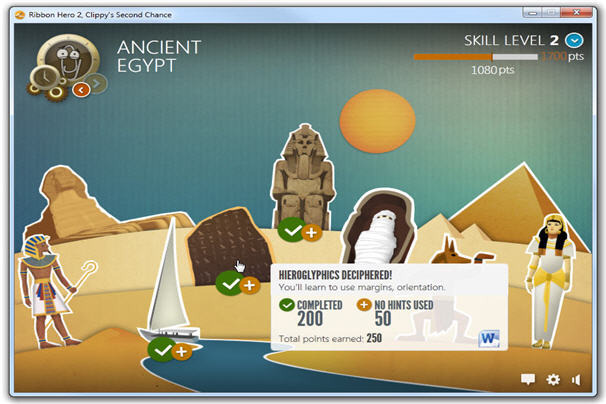 Ribbon Hero 2, Clippy's Second Chance
ANCIENT
EGYPT
SKILL LEVEL 2
1700 pts
1080 pts
HIEROGLYPHICS DECIPHERED!
You'll learn to use margins, orientation.
COMPLETED
200
NO HINTS USED
50
Total points earned: 250
W